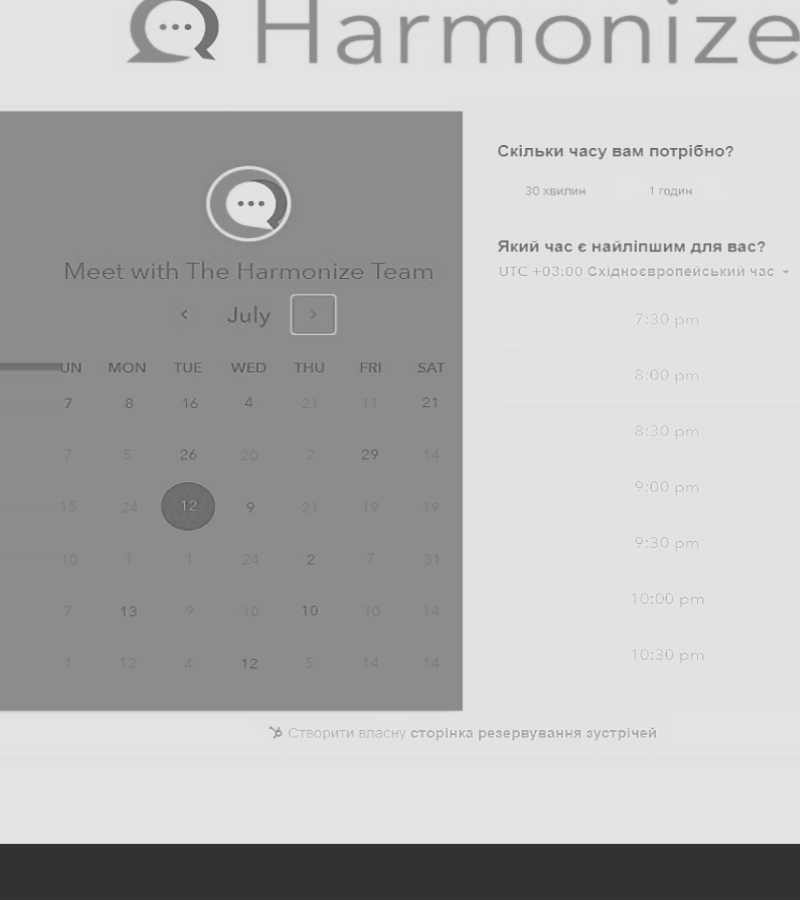 Harmonize
Meet with The Harmonize Team
July
UN MON TUE WED THU FRI SAT
7 8 16 4 21 11 21
7 5 26 20 2 29 14
15 24 12 9 21 19 19
10 1 1 24 2 7 31
7 13 9 10 10 10 14
1 12 4 12 5 14 14
Скільки часу вам потрібно?
30 хвилин 1 годин
Який час є найліпшим для вас?
UTC +03:00 Східноєвропейський час
7:30 pm
8:00 pm
8:30 pm
9:00 pm
9:30 pm
10:00 pm
10:30 pm
Створити власну сторінка резервування зустрічей